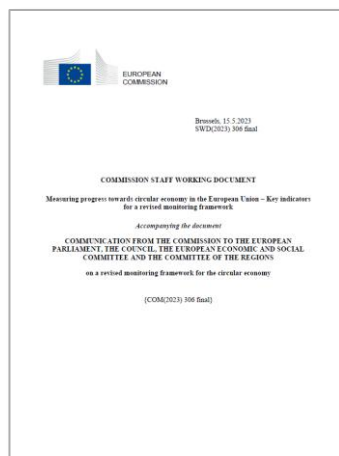 EUROPEAN
COMMISSION
Brussels, 15.5.2023
SWD(2023) 306 final
COMMISSION STAFF WORKING DOCUMENT
Measuring progress towards circular economy in the European Union – Key indicators
for a revised monitoring framework
Accompanying the document
COMMUNICATION FROM THE COMMISSION TO THE EUROPEAN
PARLIAMENT, THE COUNCIL, THE EUROPEAN ECONOMIC AND SOCIAL
COMMITTEE AND THE COMMITTEE OF THE REGIONS
on a revised monitoring framework for the circular economy
{COM(2023) 306 final}